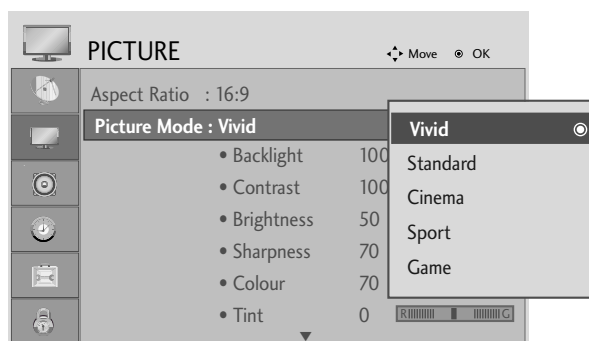 PICTURE Move OK
Aspect Ratio : 16:9
Picture Mode : Vivid
• Backlight 100
• Contrast 100
• Brightness 50
• Sharpness 70
• Colour 70
• Tint 0 R G
Vivid
Standard
Cinema
Sport
Game